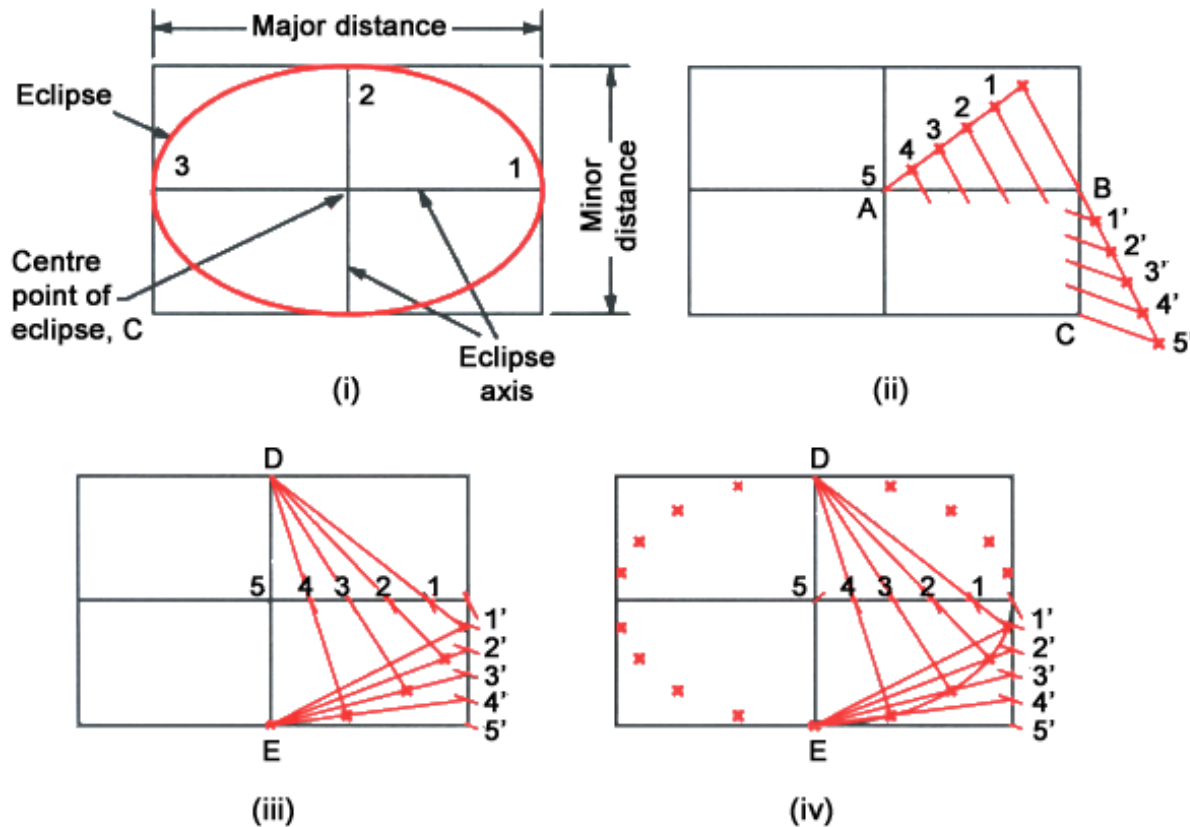 Major distance
Eclipse
2
3
1
Minor
distance
Centre
point of
eclipse, C
Eclipse
axis
(i)
1
2
3
4
5
A
B
1’
2’
3’
4’
C
5’
(ii)
D
5 4 3 2 1
1’
2’
3’
4’
5’
E
(iii)
D
5 4 3 2 1
1’
2’
3’
4’
5’
E
(iv)